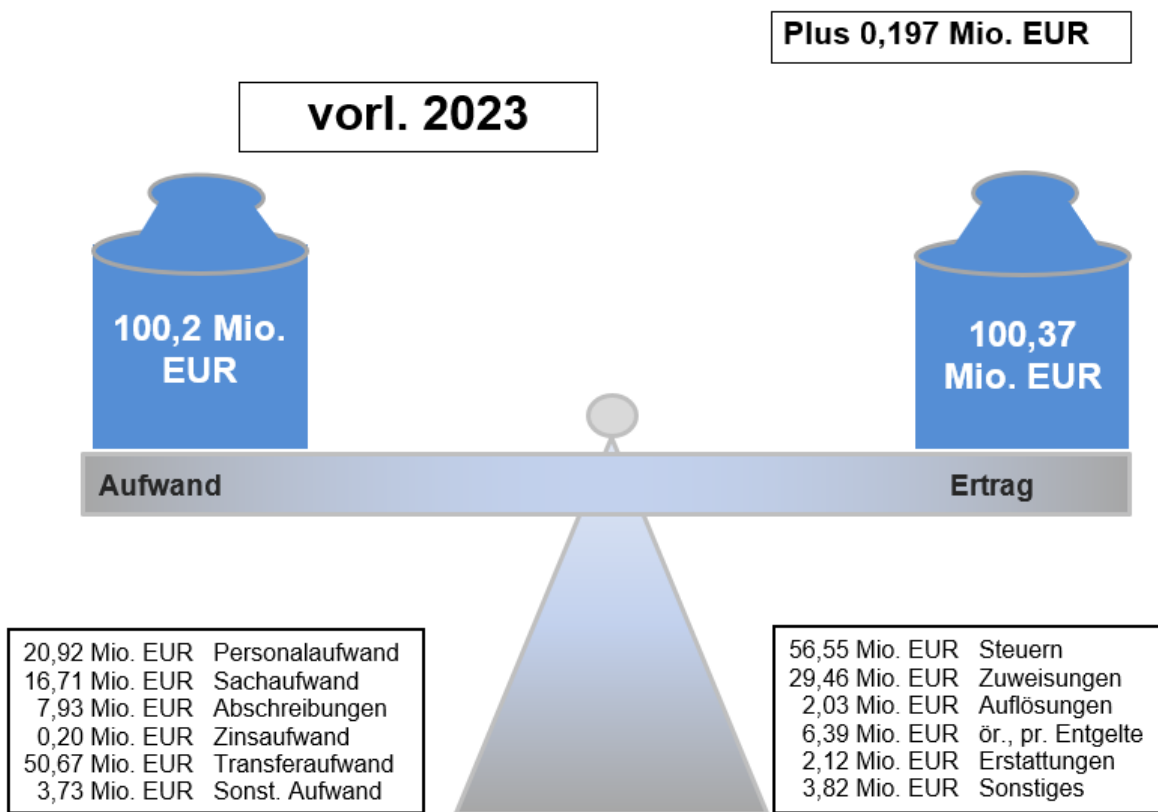 Plus 0,197 Mio. EUR
vorl. 2023
100,2 Mio.
EUR
100,37
Mio. EUR
Aufwand
Ertrag
20,92 Mio. EUR Personalaufwand
16,71 Mio. EUR Sachaufwand
7,93 Mio. EUR Abschreibungen
0,20 Mio. EUR Zinsaufwand
50,67 Mio. EUR Transferaufwand
3,73 Mio. EUR Sonst. Aufwand
56,55 Mio. EUR Steuern
29,46 Mio. EUR Zuweisungen
2,03 Mio. EUR Auflösungen
6,39 Mio. EUR ör., pr. Entgelte
2,12 Mio. EUR Erstattungen
3,82 Mio. EUR Sonstiges